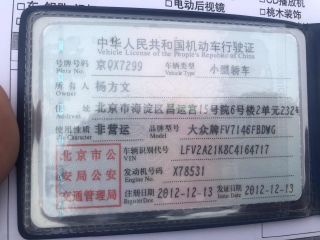 电动后视镜
CD播放机
桃木装饰
中华人民共和国机动车行驶证
Vehicle License of the People's Republic of China
号牌号码 京QX7299 车辆类型 小型轿车
Plate No. Vehicle Type
所有人 杨方文
Owner
住址 北京市海淀区昌运宫15号院6号楼2单元232号
Address
使用性质 非营运 品牌型号 大众牌FV7146FBDWG
Use Character Model
北京市公安局公安交通管理局
车辆识别代号 LFV2A21K8C4164717
VIN
发动机号码 X78531
Engine No.
注册日期 2012-12-13 发证日期 2012-12-13
Register Date Issue Date